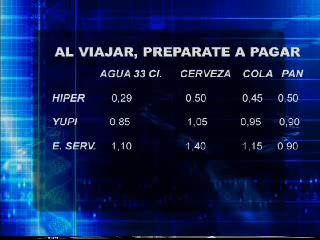 AL VIAJAR, PREPARATE A PAGAR
AGUA 33 Cl. CERVEZA COLA PAN
HIPER 0,29 0.50 0,45 0.50
YUPI 0.85 1,05 0,95 0,90
E. SERV. 1,10 1,40 1,15 0.90